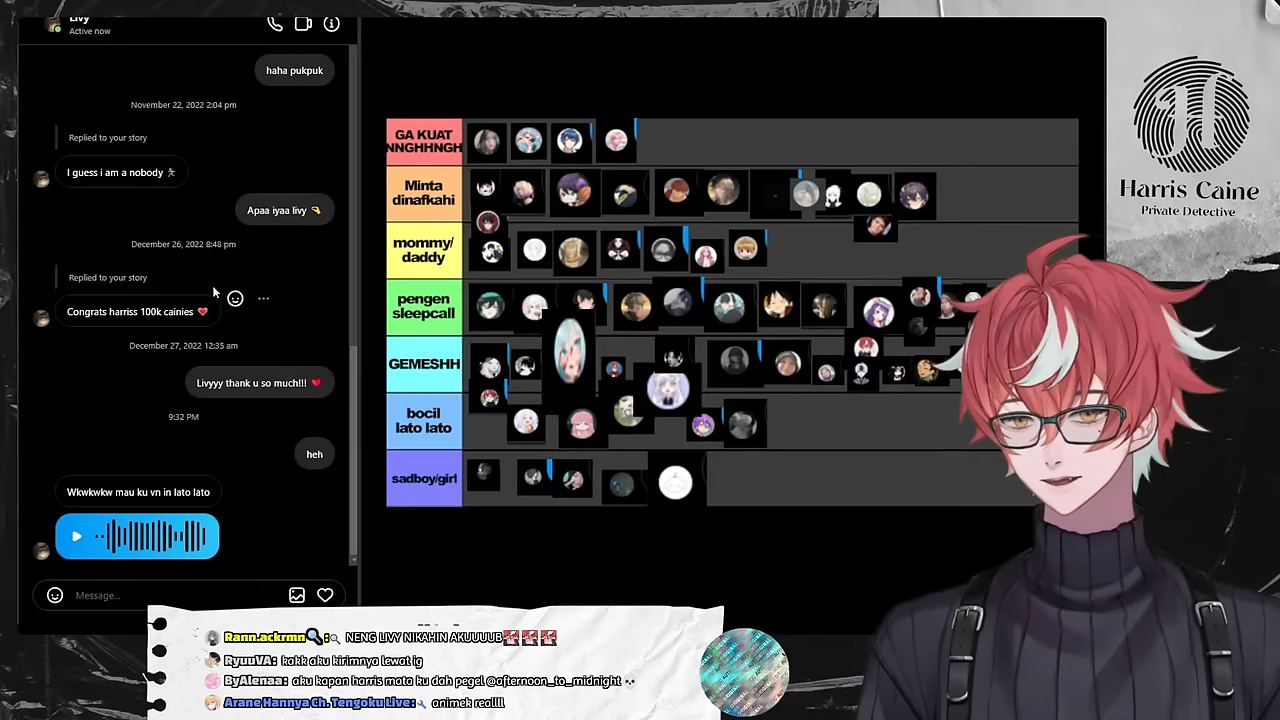 Livy
Active now
haha pukpuk
November 22, 2022 2:04 pm
Replied to your story
I guess i am a nobody
Apaa iyaa livy
December 26, 2022 8:48 pm
Replied to your story
Congrats harriss 100k cainies
December 27, 2022 12:35 am
Livyyy thank u so much!!!
9:32 PM
heh
Wkwkwkw mau ku vn in lato lato
Message...
GA KUAT
NNGHHNGH
Minta
dinafkahi
mommy/
daddy
pengen
sleepcall
GEMESHH
bocil
lato lato
sadboy/girl
Harris Caine
Private Detective
Rann.ackrmn: NENG LIVY NIKAHIN AKUUUUB
RyuuVA: kakk aku kirimnya lewat ig
ByAlenaa: aku kapan harris mata ku dah pegel @afternoon_to_midnight
Arane Hannya Ch. Tengoku Live: animek reallll